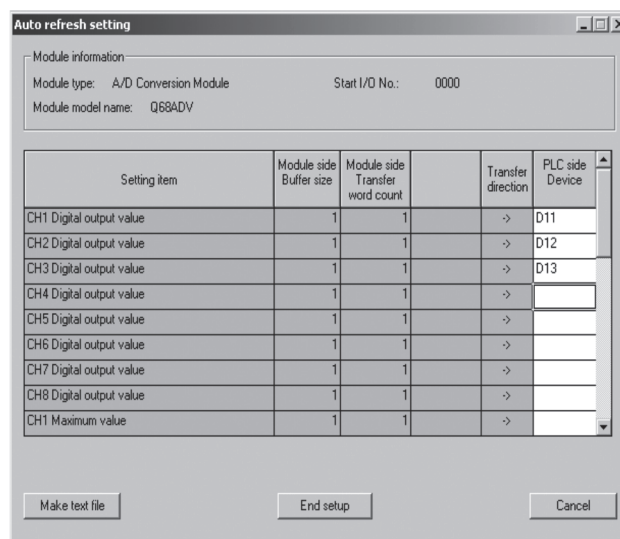 Auto refresh setting
Module information
Module type: A/D Conversion Module Start I/O No.: 0000
Module model name: Q68ADV
Setting item Module side Buffer size Module side Transfer word count Transfer direction PLC side Device
CH1 Digital output value 1 1 -> D11
CH2 Digital output value 1 1 -> D12
CH3 Digital output value 1 1 -> D13
CH4 Digital output value 1 1 ->
CH5 Digital output value 1 1 ->
CH6 Digital output value 1 1 ->
CH7 Digital output value 1 1 ->
CH8 Digital output value 1 1 ->
CH1 Maximum value 1 1 ->
Make text file End setup Cancel